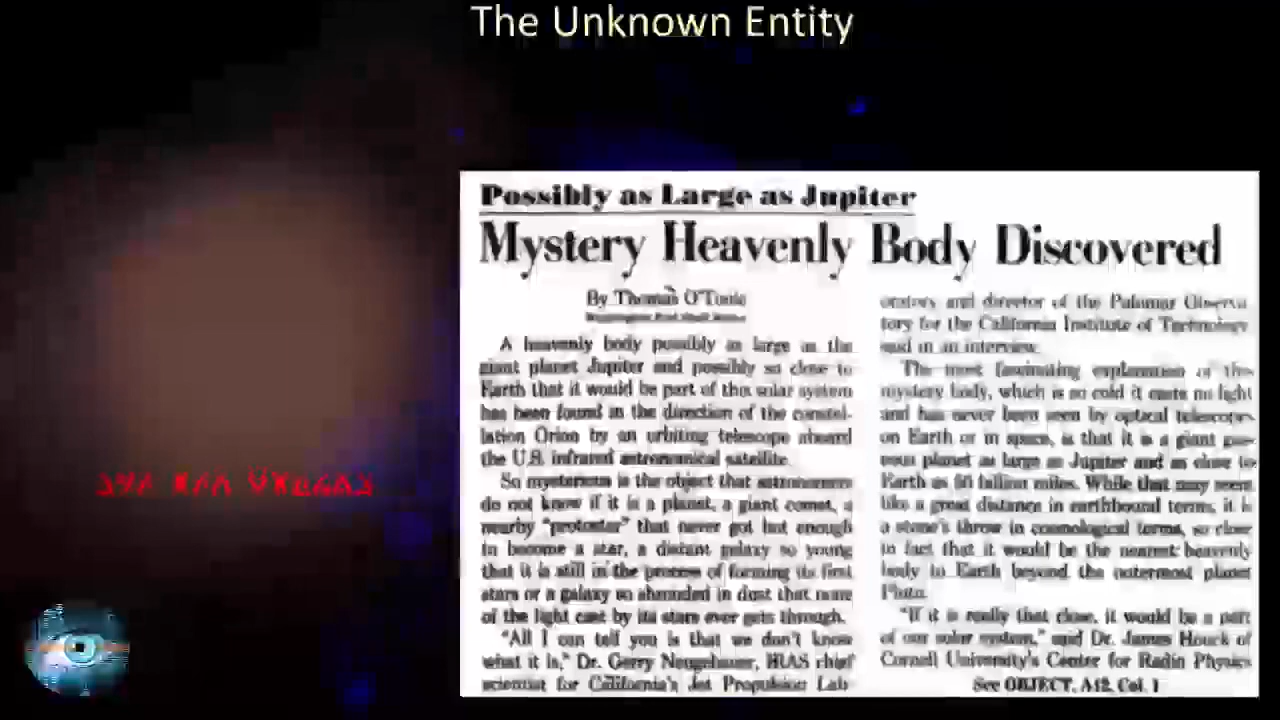 The Unknown Entity
Possibly as Large as Jupiter
Mystery Heavenly Body Discovered
By Thomas O'Toole
A heavenly body possibly as large as the
giant planet Jupiter and possibly so close to
Earth that it would be part of this solar system
has been found in the direction of the constel-
lation Orion by an orbiting telescope aboard
the U.S. infrared astronomical satellite.
So mysterious is the object that astronomers
do not know if it is a planet, a giant comet, a
nearby "protostar" that never got hot enough
to become a star, a distant galaxy so young
that it is still in the process of forming its first
stars or a galaxy so shrouded in dust that none
of the light cast by its stars ever gets through.
"All I can tell you is that we don't know
what it is," Dr. Gerry Neugebauer, IRAS chief
scientist for California's Jet Propulsion Lab-
oratory and director of the Palomar Observa-
tory for the California Institute of Technology
said in an interview.
The most fascinating explanation of this
mystery body, which is so cold it casts no light
and has never been seen by optical telescopes
on Earth or in space, is that it is a giant gas-
eous planet as large as Jupiter and as close to
Earth as 50 billion miles. While that may seem
like a great distance in earthbound terms, it is
a stone's throw in cosmological terms, so close
in fact that it would be the nearest heavenly
body to Earth beyond the outermost planet
Pluto.
"If it is really that close, it would be a part
of our solar system," said Dr. James Houck of
Cornell University's Center for Radio Physics
See OBJECT, A12, Col. 1